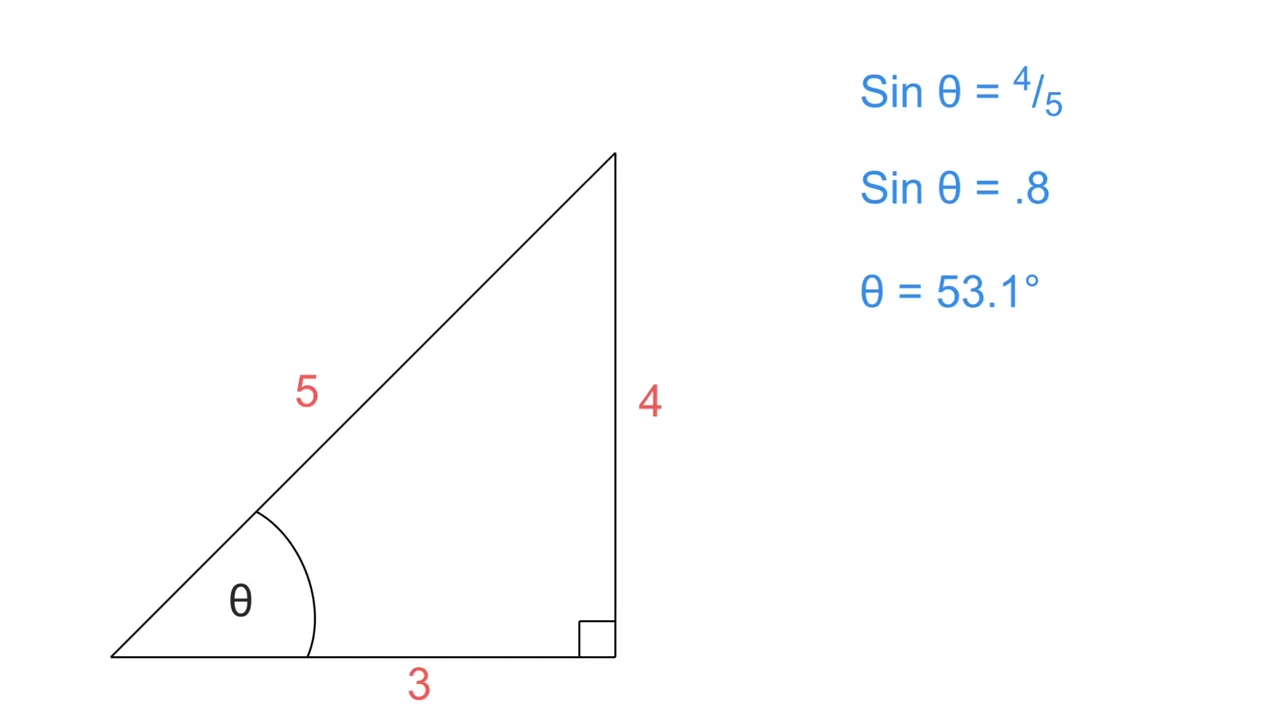 Sin θ = 4/5
Sin θ = .8
θ = 53.1°
5
4
θ
3